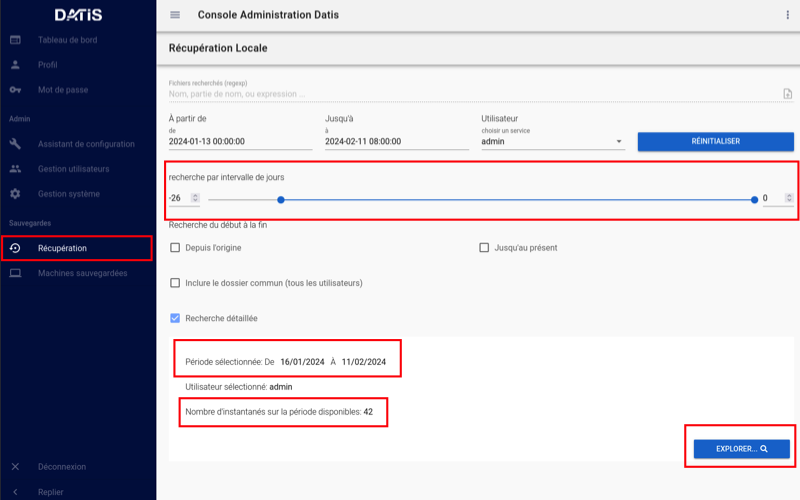 DATIS
Console Administration Datis
Tableau de bord
Profil
Mot de passe
Admin
Assistant de configuration
Gestion utilisateurs
Gestion système
Sauvegardes
Récupération
Machines sauvegardées
Déconnexion
Replier
Récupération Locale
Fichiers recherchés (regexp)
Nom, partie de nom, ou expression ...
À partir de
de
2024-01-13 00:00:00
Jusqu'à
à
2024-02-11 08:00:00
Utilisateur
choisir un service
admin
RÉINITIALISER
recherche par intervalle de jours
-26
0
Recherche du début à la fin
Depuis l'origine
Jusqu'au présent
Inclure le dossier commun (tous les utilisateurs)
Recherche détaillée
Période sélectionnée: De 16/01/2024 À 11/02/2024
Utilisateur sélectionné: admin
Nombre d'instantanés sur la période disponibles: 42
EXPLORER...